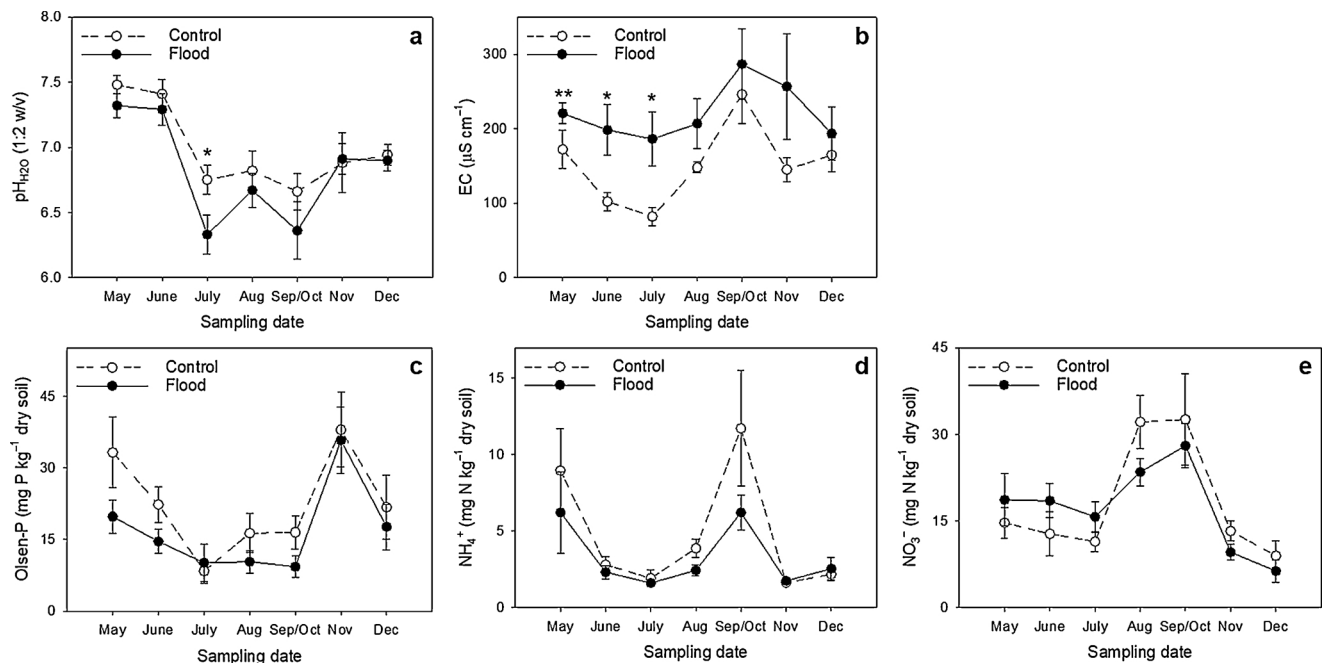 Control
Flood
a
8.0
7.5
7.0
6.5
6.0
pHH2O (1:2 w/v)
*
May June July Aug Sep/Oct Nov Dec
Sampling date
Control
Flood
b
300
200
100
0
EC (µS cm⁻¹)
** * *
May June July Aug Sep/Oct Nov Dec
Sampling date
Control
Flood
c
45
30
15
0
Olsen-P (mg P kg⁻¹ dry soil)
May June July Aug Sep/Oct Nov Dec
Sampling date
Control
Flood
d
15
10
5
0
NH₄⁺ (mg N kg⁻¹ dry soil)
May June July Aug Sep/Oct Nov Dec
Sampling date
Control
Flood
e
45
30
15
0
NO₃⁻ (mg N kg⁻¹ dry soil)
May June July Aug Sep/Oct Nov Dec
Sampling date